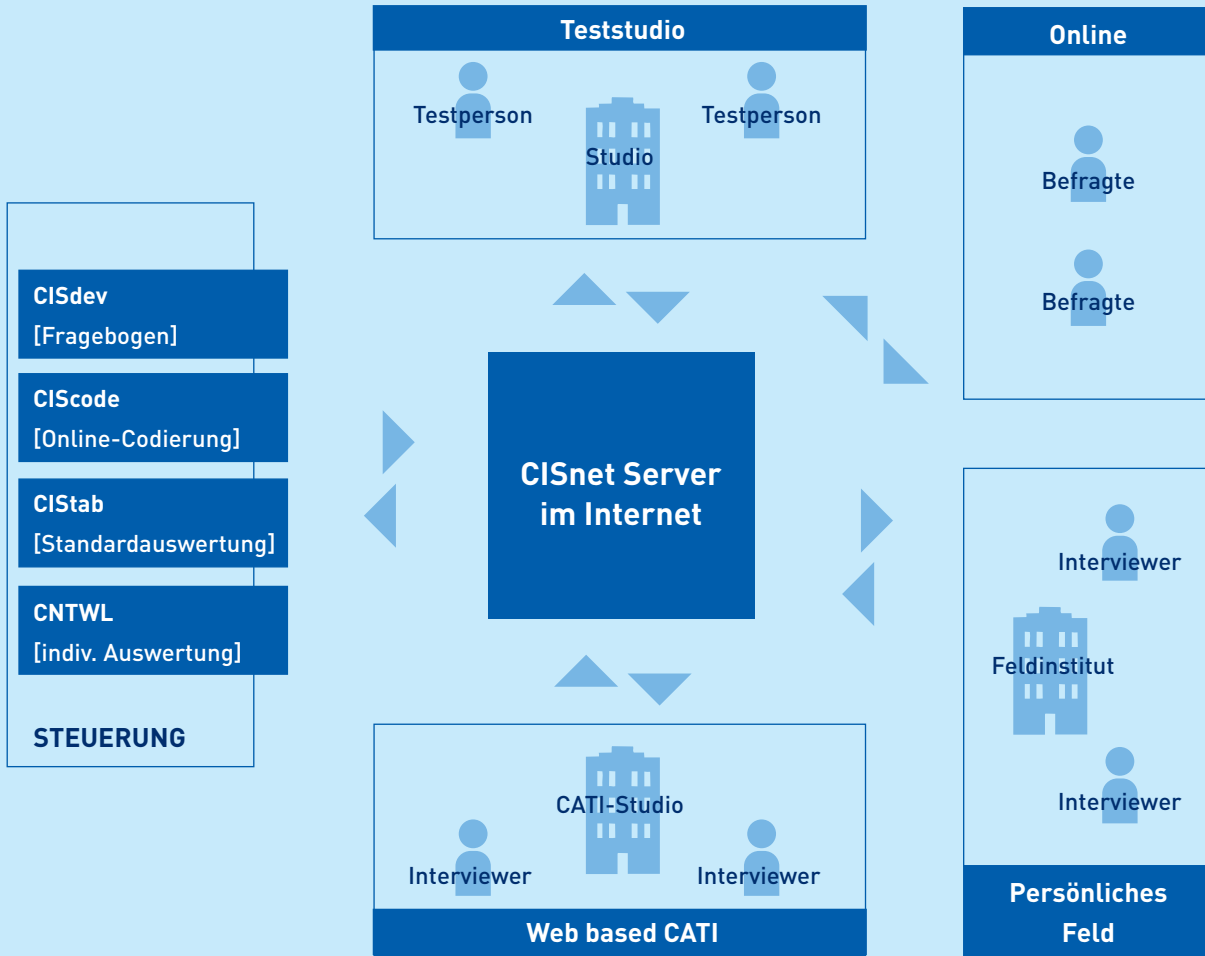 Teststudio
Testperson
Testperson
Studio
Online
Befragte
Befragte
CISdev
[Fragebogen]
CIScode
[Online-Codierung]
CIStab
[Standardauswertung]
CNTWL
[indiv. Auswertung]
STEUERUNG
CISnet Server
im Internet
Interviewer
Feldinstitut
Interviewer
Persönliches
Feld
CATI-Studio
Interviewer
Interviewer
Web based CATI